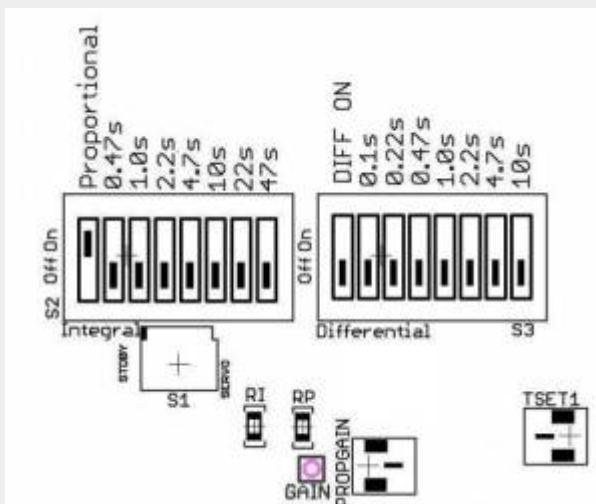 Proportional
0.47s
1.0s
2.2s
4.7s
10s
22s
47s
DIFF ON
0.1s
0.22s
0.47s
1.0s
2.2s
4.7s
10s
S2 Off On
Off On
Integral
Differential S3
STDBY
SERVO
S1
RI RP
TSET1
PROPGAIN
GAIN